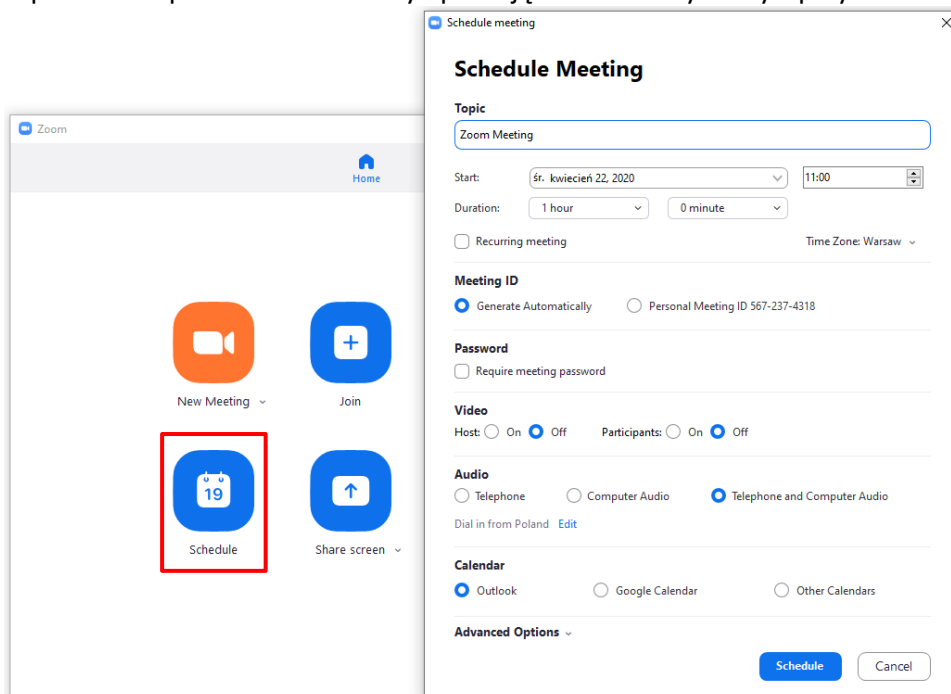 Schedule meeting
Schedule Meeting
Topic
Zoom Meeting
Start: śr. kwiecień 22, 2020 11:00
Duration: 1 hour 0 minute
Recurring meeting Time Zone: Warsaw
Meeting ID
Generate Automatically Personal Meeting ID 567-237-4318
Password
Require meeting password
Video
Host: On Off Participants: On Off
Audio
Telephone Computer Audio Telephone and Computer Audio
Dial in from Poland Edit
Calendar
Outlook Google Calendar Other Calendars
Advanced Options
Schedule Cancel
Zoom
Home
New Meeting Join
19
Schedule Share screen